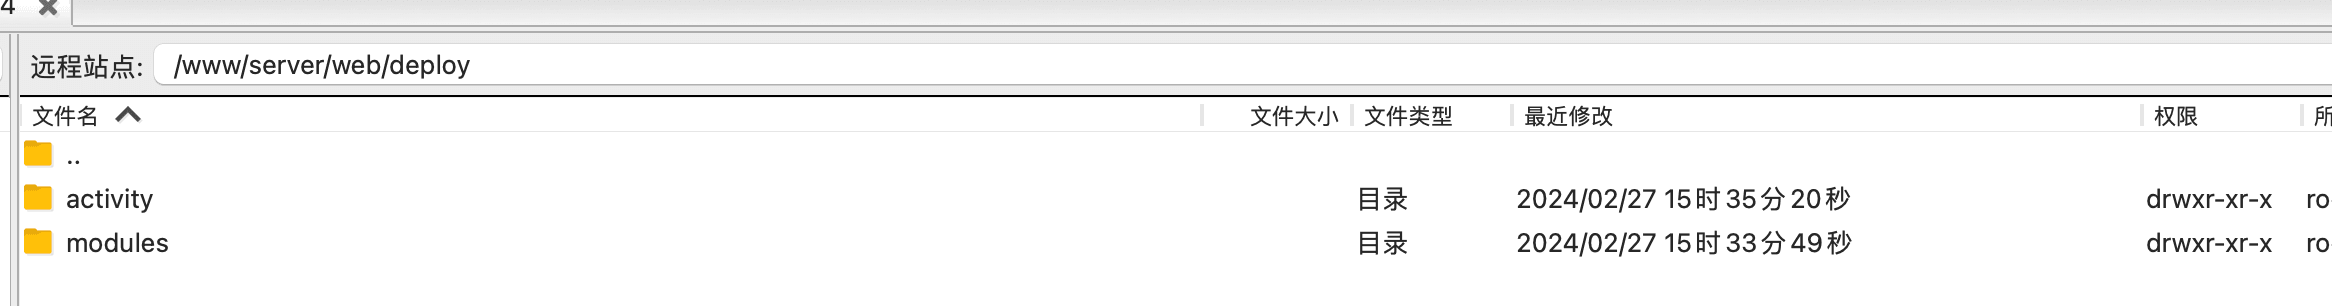 4
远程站点: /www/server/web/deploy
文件名 文件大小 文件类型 最近修改 权限 所
..
activity 目录 2024/02/27 15时35分20秒 drwxr-xr-x ro
modules 目录 2024/02/27 15时33分49秒 drwxr-xr-x ro